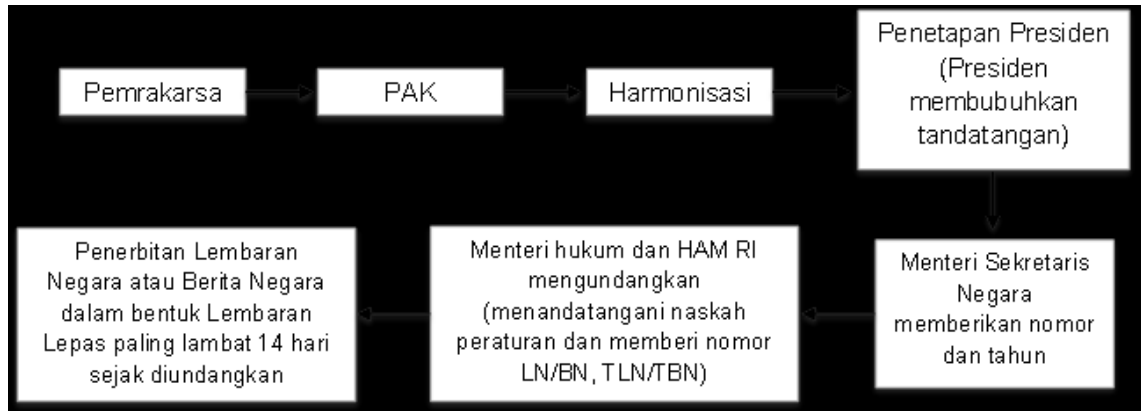 Pemrakarsa
PAK
Harmonisasi
Penetapan Presiden
(Presiden
membubuhkan
tandatangan)
Menteri Sekretaris
Negara
memberikan nomor
dan tahun
Menteri hukum dan HAM RI
mengundangkan
(menandatangani naskah
peraturan dan memberi nomor
LN/BN, TLN/TBN)
Penerbitan Lembaran
Negara atau Berita Negara
dalam bentuk Lembaran
Lepas paling lambat 14 hari
sejak diundangkan